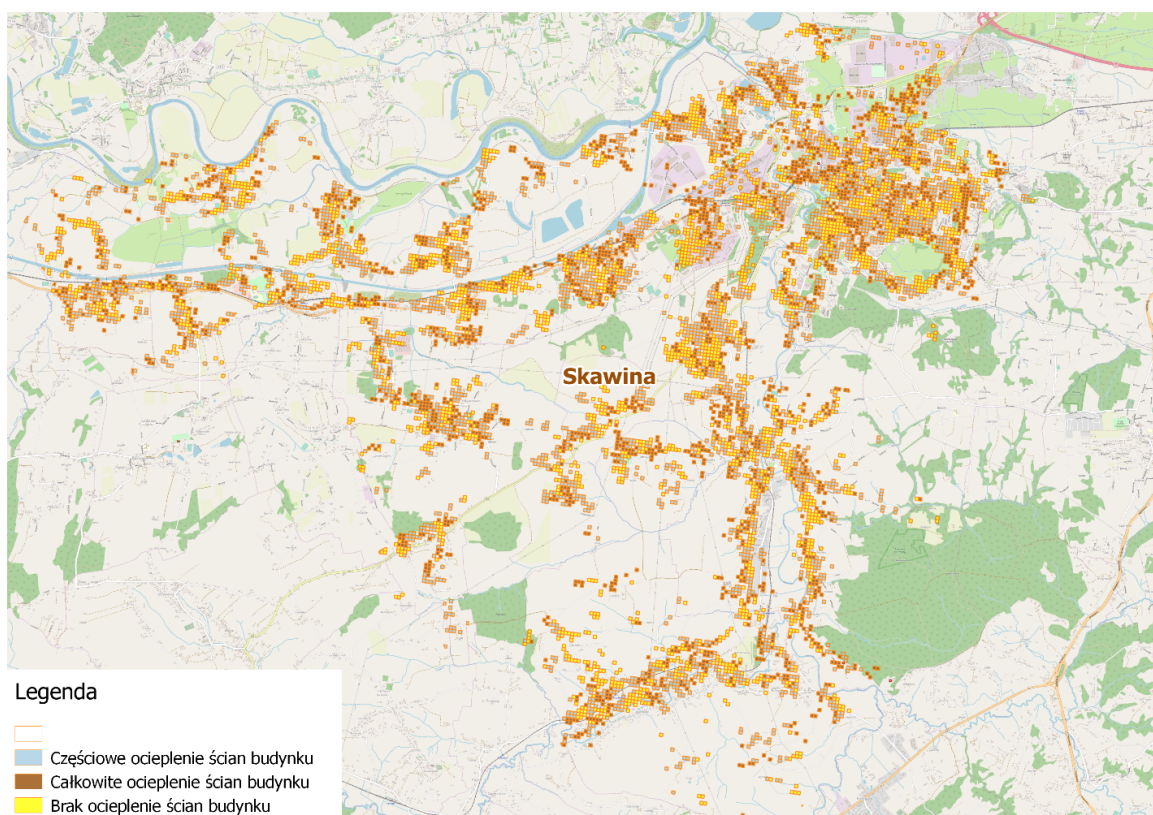 Skawina
Legenda
Częściowe ocieplenie ścian budynku
Całkowite ocieplenie ścian budynku
Brak ocieplenie ścian budynku